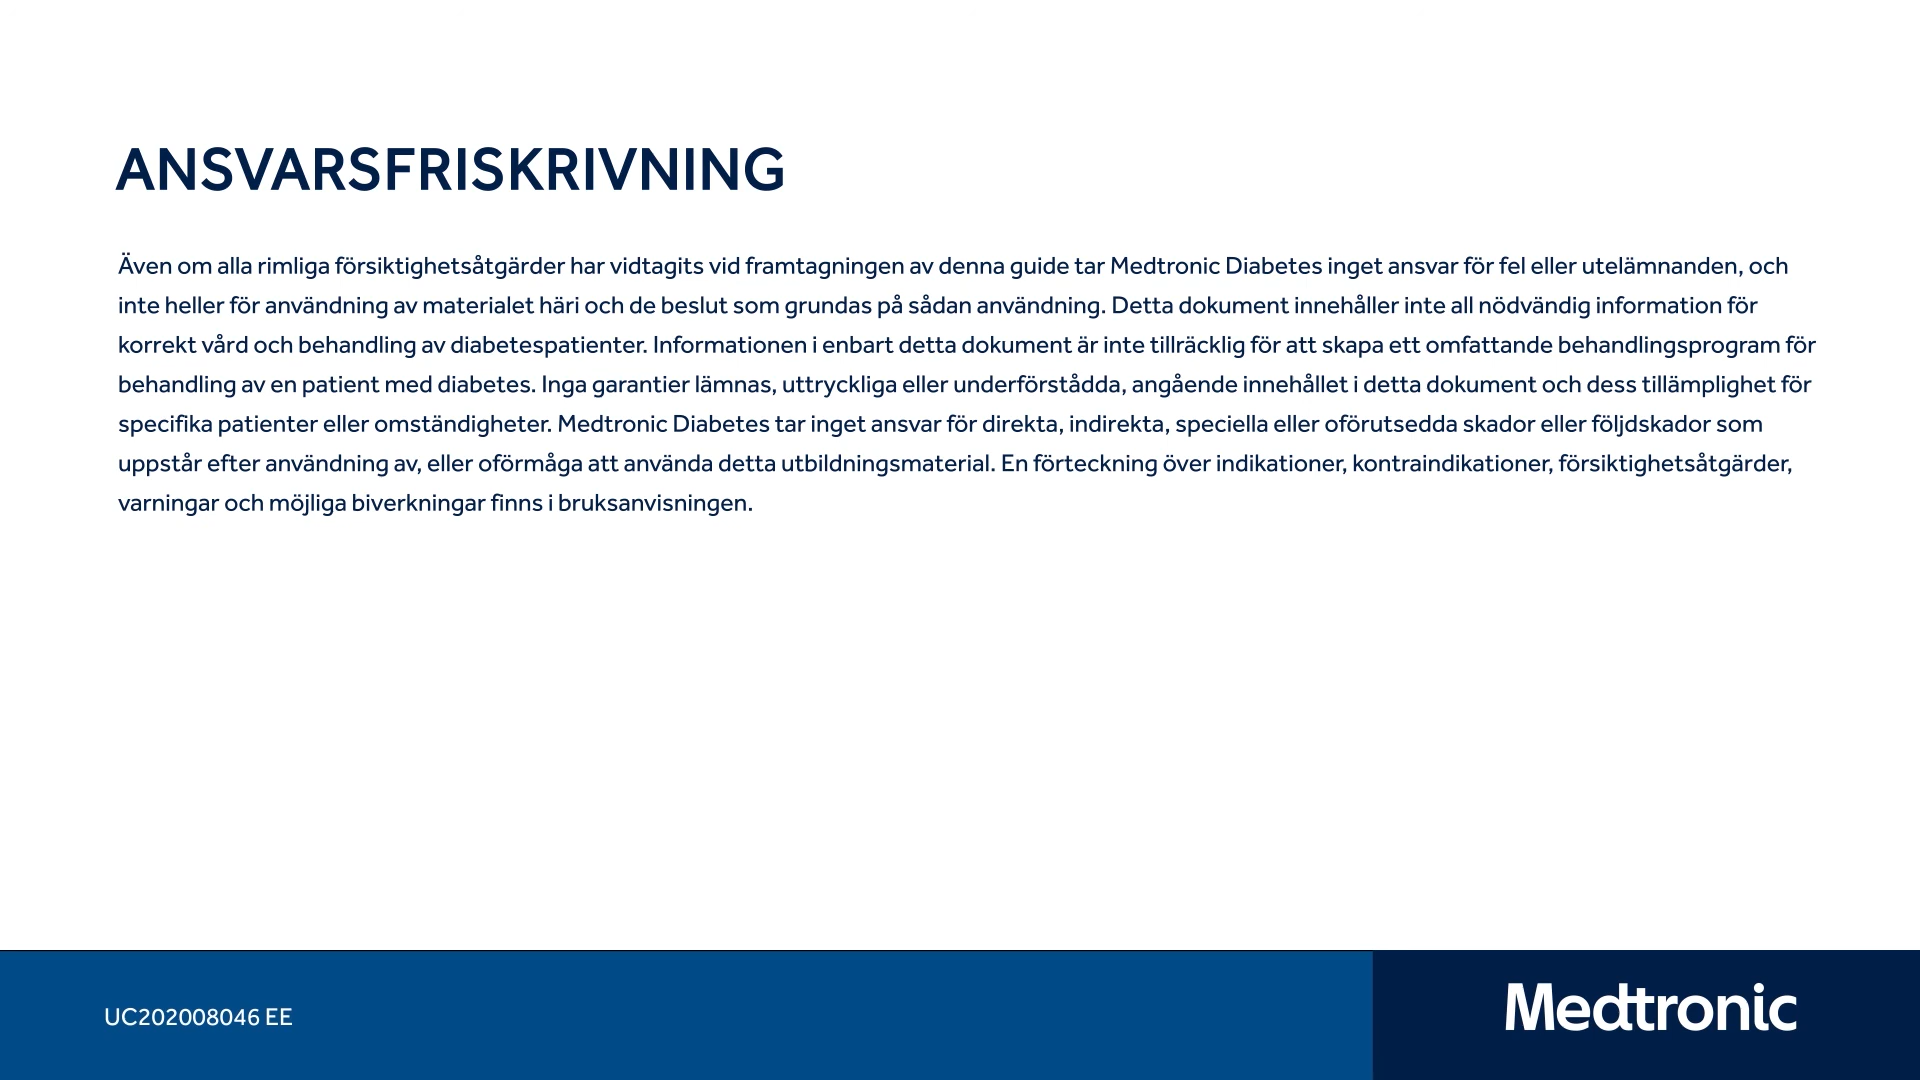 ANSVARSFRISKRIVNING
Även om alla rimliga försiktighetsåtgärder har vidtagits vid framtagningen av denna guide tar Medtronic Diabetes inget ansvar för fel eller utelämnanden, och
inte heller för användning av materialet häri och de beslut som grundas på sådan användning. Detta dokument innehåller inte all nödvändig information för
korrekt vård och behandling av diabetespatienter. Informationen i enbart detta dokument är inte tillräcklig för att skapa ett omfattande behandlingsprogram för
behandling av en patient med diabetes. Inga garantier lämnas, uttryckliga eller underförstådda, angående innehållet i detta dokument och dess tillämplighet för
specifika patienter eller omständigheter. Medtronic Diabetes tar inget ansvar för direkta, indirekta, speciella eller oförutsedda skador eller följdskador som
uppstår efter användning av, eller oförmåga att använda detta utbildningsmaterial. En förteckning över indikationer, kontraindikationer, försiktighetsåtgärder,
varningar och möjliga biverkningar finns i bruksanvisningen.
UC202008046 EE
Medtronic